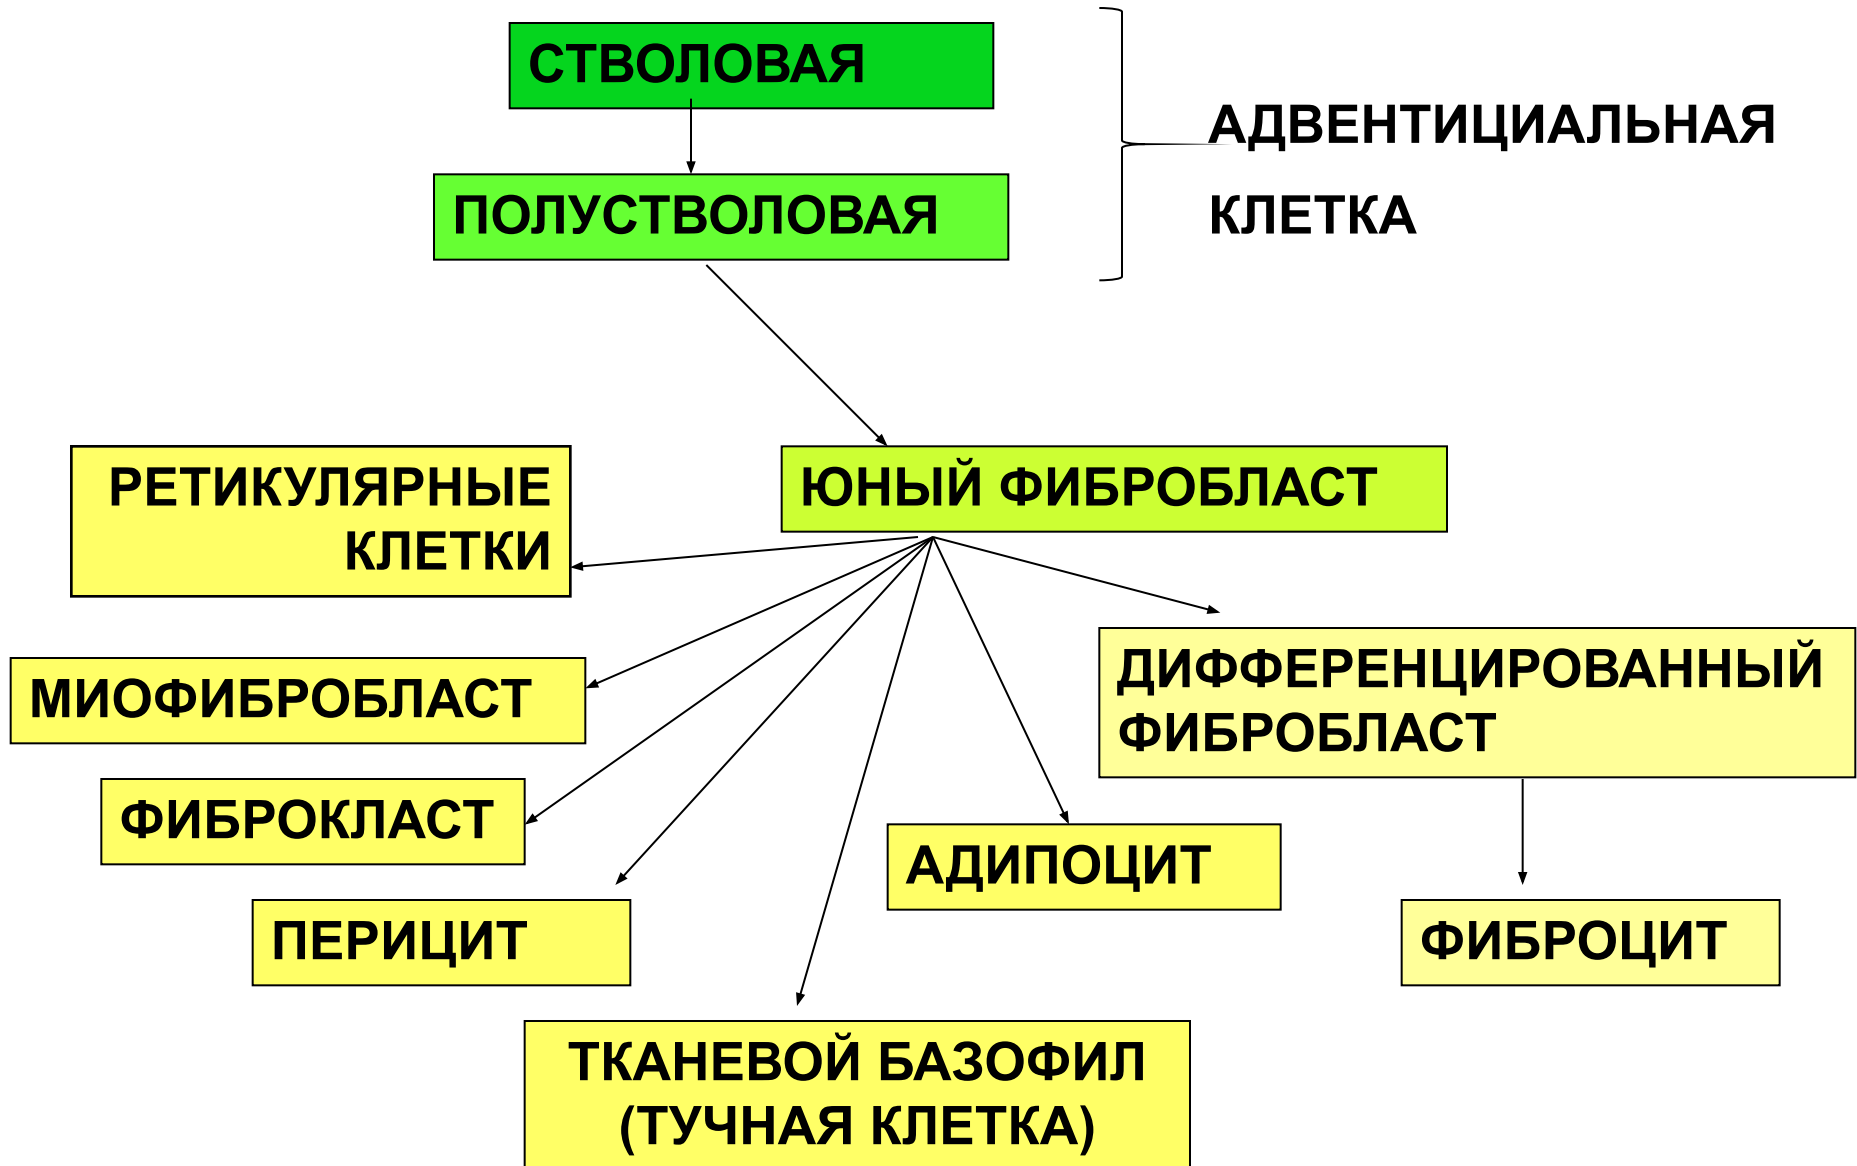 СТВОЛОВАЯ
АДВЕНТИЦИАЛЬНАЯ
ПОЛУСТВОЛОВАЯ
КЛЕТКА
РЕТИКУЛЯРНЫЕ
КЛЕТКИ
ЮНЫЙ ФИБРОБЛАСТ
МИОФИБРОБЛАСТ
ДИФФЕРЕНЦИРОВАННЫЙ
ФИБРОБЛАСТ
ФИБРОКЛАСТ
АДИПОЦИТ
ПЕРИЦИТ
ФИБРОЦИТ
ТКАНЕВОЙ БАЗОФИЛ
(ТУЧНАЯ КЛЕТКА)